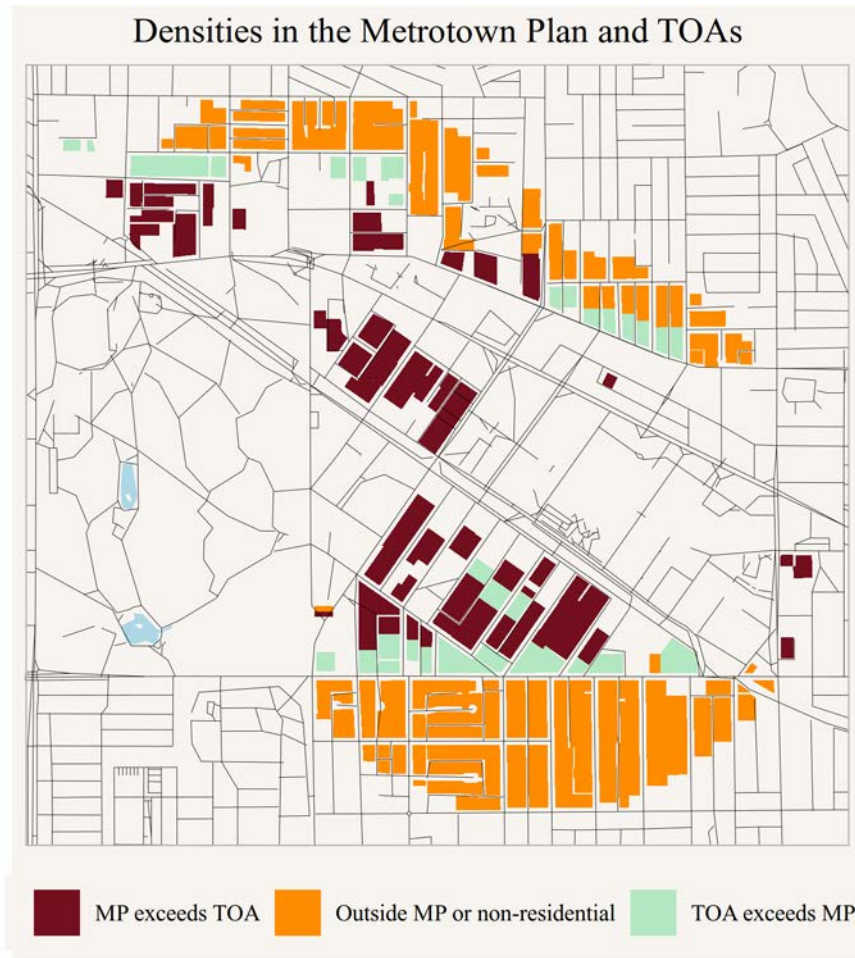 Densities in the Metrotown Plan and TOAs
MP exceeds TOA
Outside MP or non-residential
TOA exceeds MP